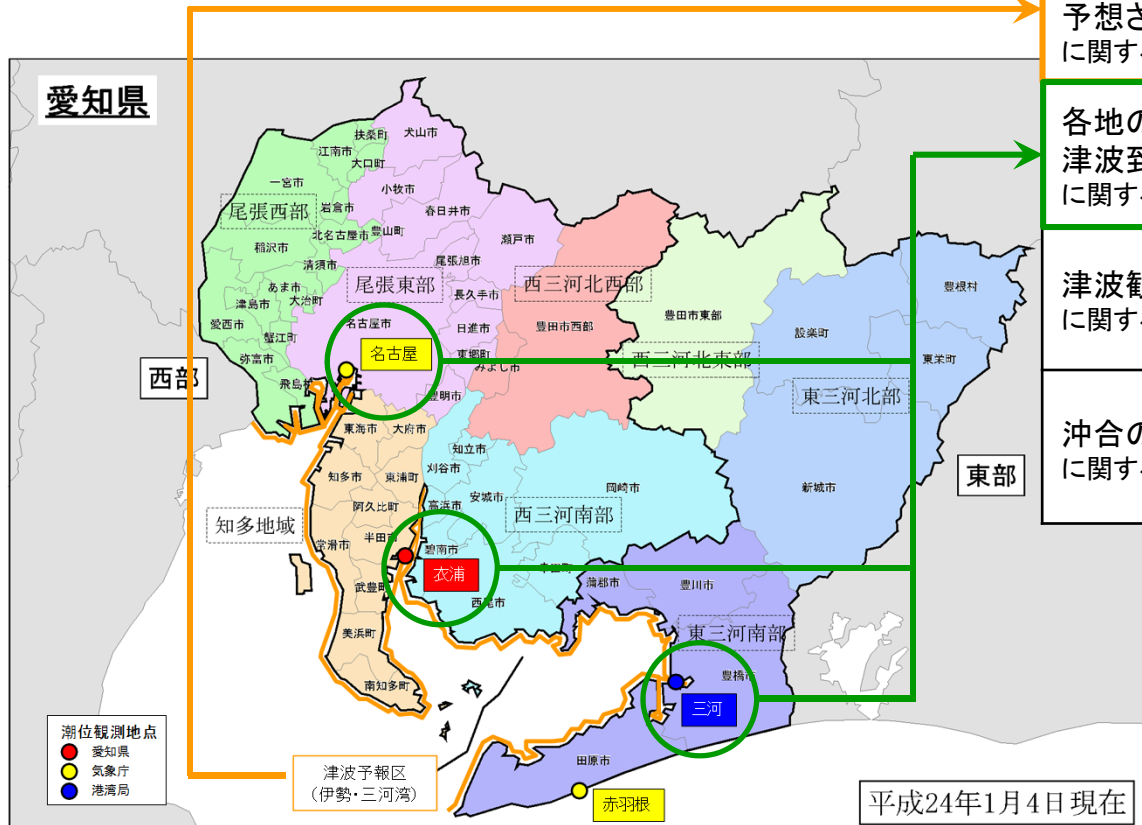 予想さ
に関する
愛知県
各地の
津波到
に関する
津波観
に関する
沖合の
に関する
扶桑町
犬山市
江南市
大口町
一宮市
小牧市
尾張西部
岩倉市
春日井市
北名古屋市
豊山町
瀬戸市
稲沢市
清須市
尾張旭市
尾張東部
西三河北西部
あま市
津島市
大治町
長久手市
豊根村
愛西市
名古屋市
日進市
豊田市西部
豊田市東部
設楽町
蟹江町
名古屋
東郷町
みよし市
西三河北東部
東栄町
弥富市
西部
飛島村
豊明市
東三河北部
東海市
大府市
知立市
知多市
東浦町
刈谷市
岡崎市
新城市
東部
阿久比町
高浜市
安城市
西三河南部
知多地域
常滑市
半田市
碧南市
衣浦
幸田町
蒲郡市
豊川市
武豊町
西尾市
美浜町
東三河南部
豊橋市
南知多町
三河
潮位観測地点
愛知県
気象庁
港湾局
津波予報区
(伊勢・三河湾)
田原市
赤羽根
平成24年1月4日現在